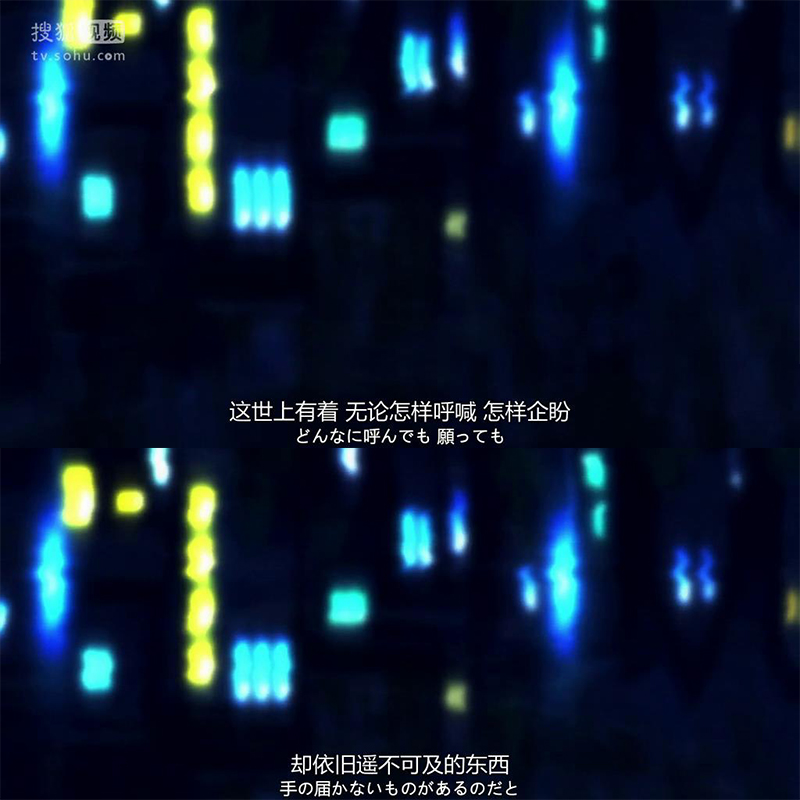 搜狐视频
tv.sohu.com
这世上有着 无论怎样呼喊 怎样企盼
どんなに呼んでも 願っても
却依旧遥不可及的东西
手の届かないものがあるのだと